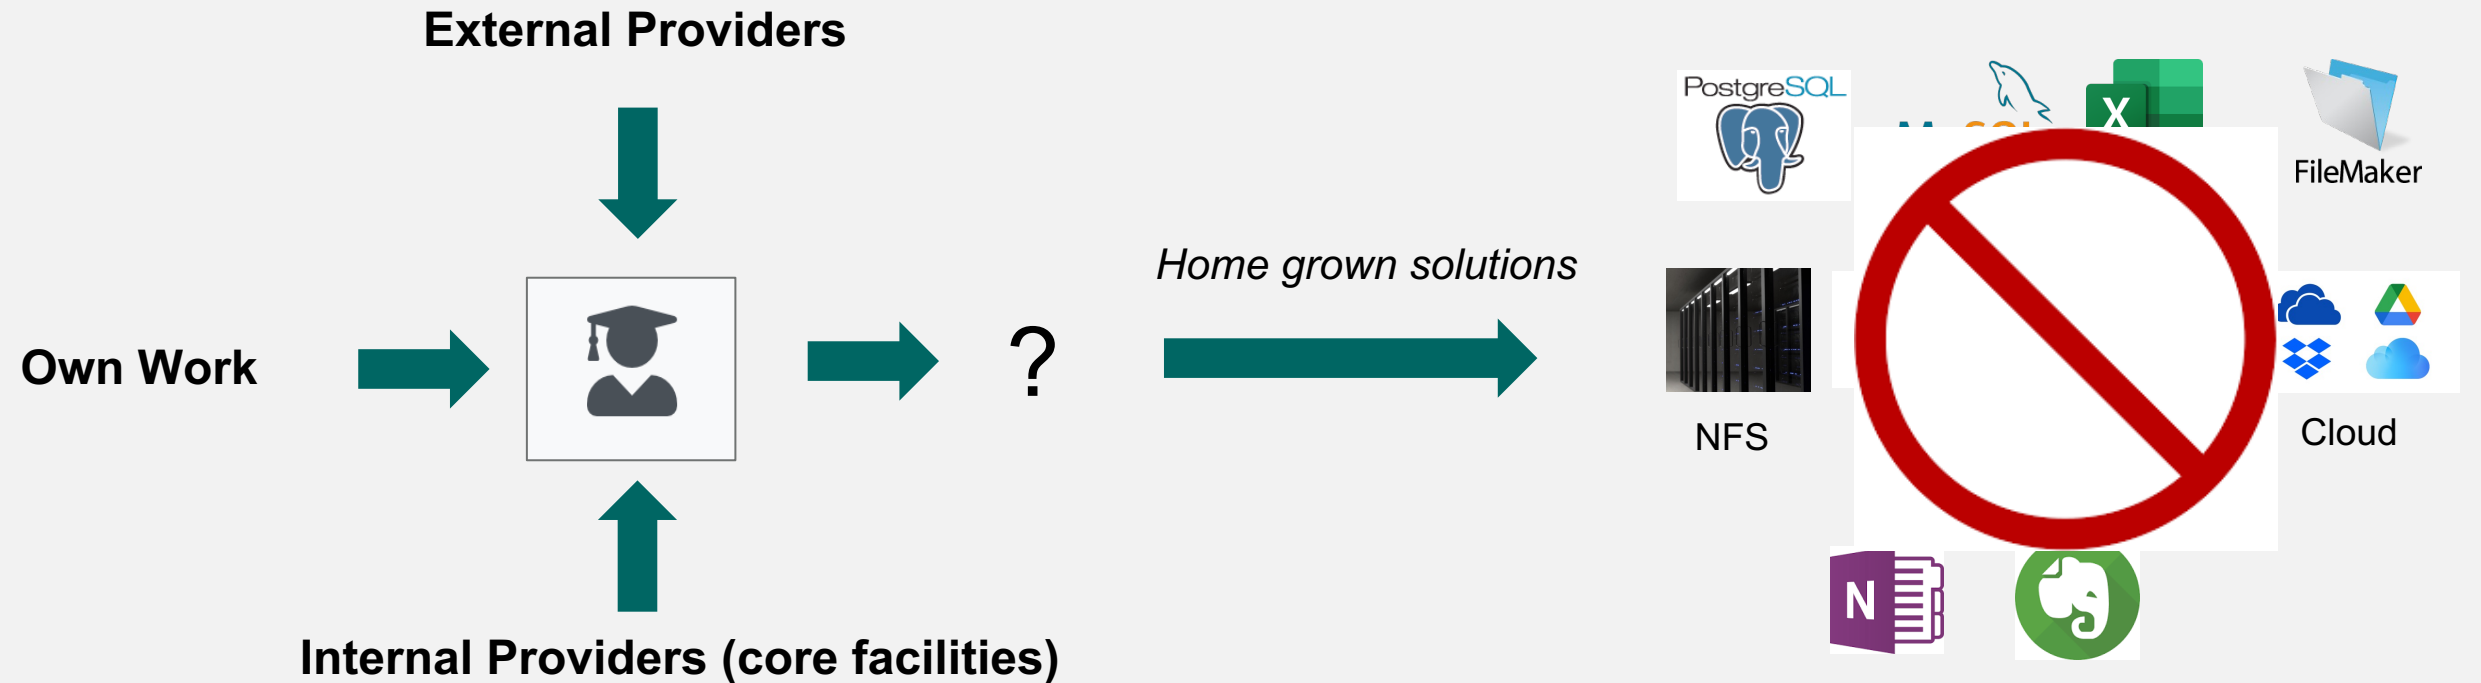 External Providers
PostgreSQL
X
FileMaker
Home grown solutions
Own Work
?
NFS
Cloud
N
Internal Providers (core facilities)